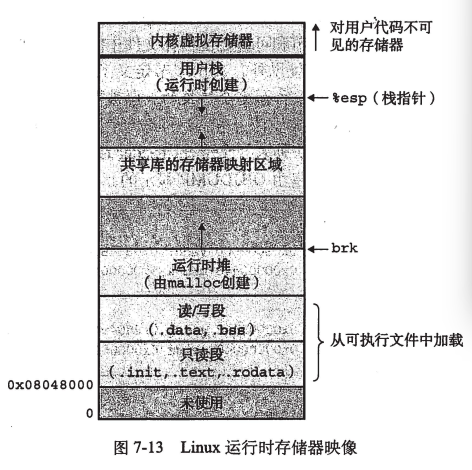 内核虚拟存储器
对用户代码不可
见的存储器
用户栈
（运行时创建）
%esp（栈指针）
共享库的存储器映射区域
brk
运行时堆
（由malloc创建）
读/写段
（.data,.bss）
从可执行文件中加载
只读段
（.init,.text,.rodata）
0x08048000
未使用
0
图 7-13 Linux 运行时存储器映像